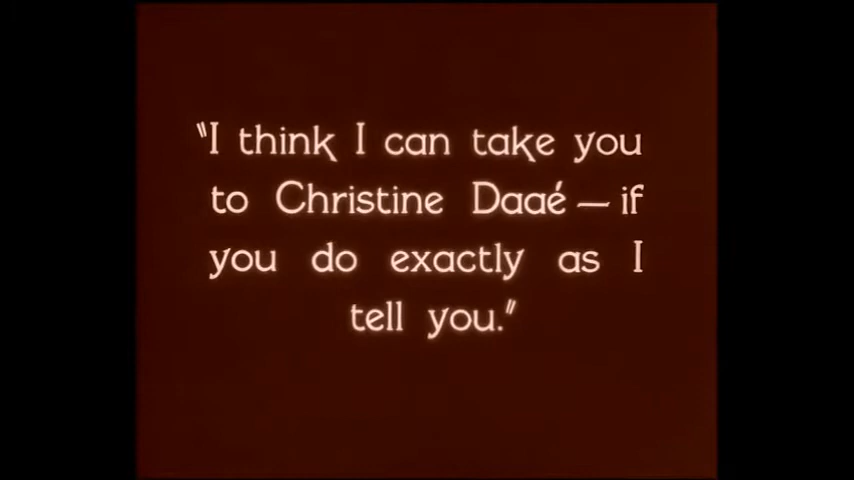 "I think I can take you
to Christine Daaé — if
you do exactly as I
tell you."